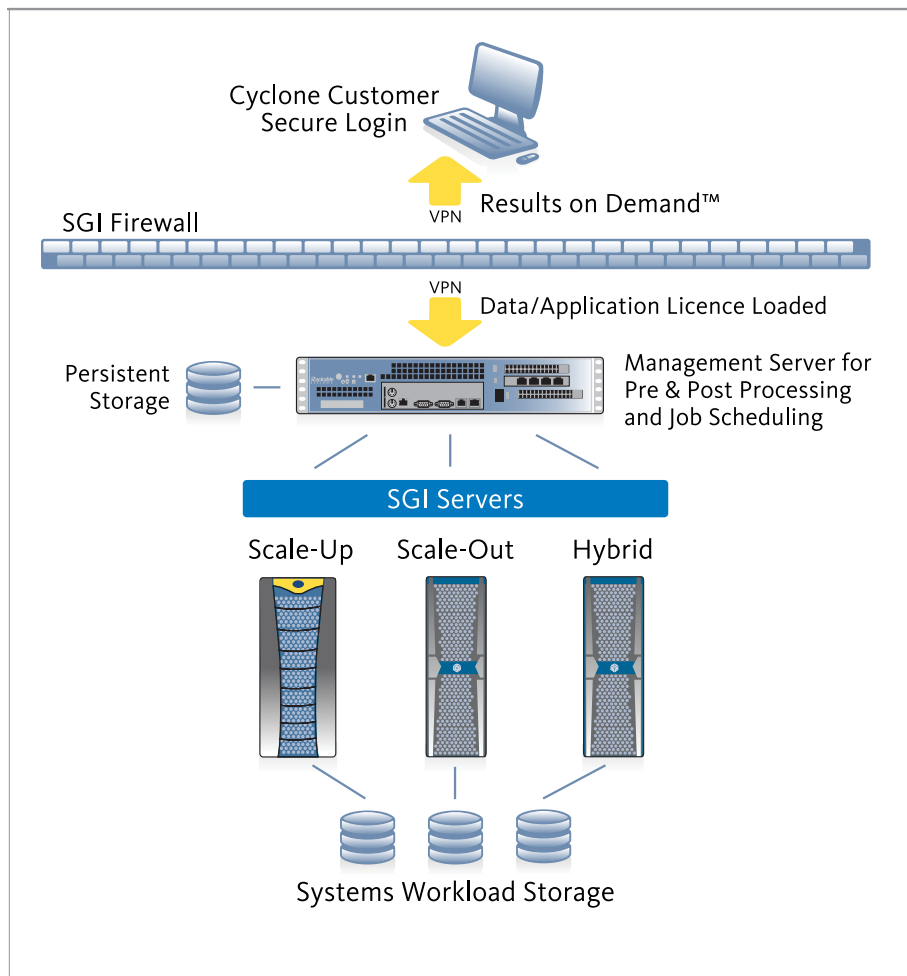 Cyclone Customer
Secure Login
VPN
Results on Demand™
SGI Firewall
VPN
Data/Application Licence Loaded
Persistent
Storage
Rackable
Management Server for
Pre & Post Processing
and Job Scheduling
SGI Servers
Scale-Up
Scale-Out
Hybrid
Systems Workload Storage